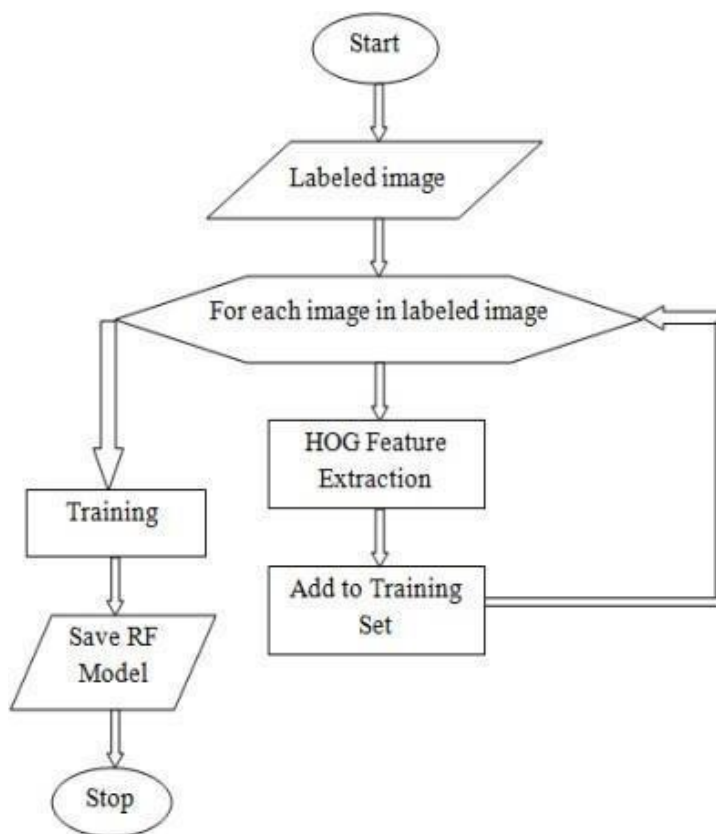 Start
Labeled image
For each image in labeled image
HOG Feature
Extraction
Add to Training
Set
Training
Save RF
Model
Stop